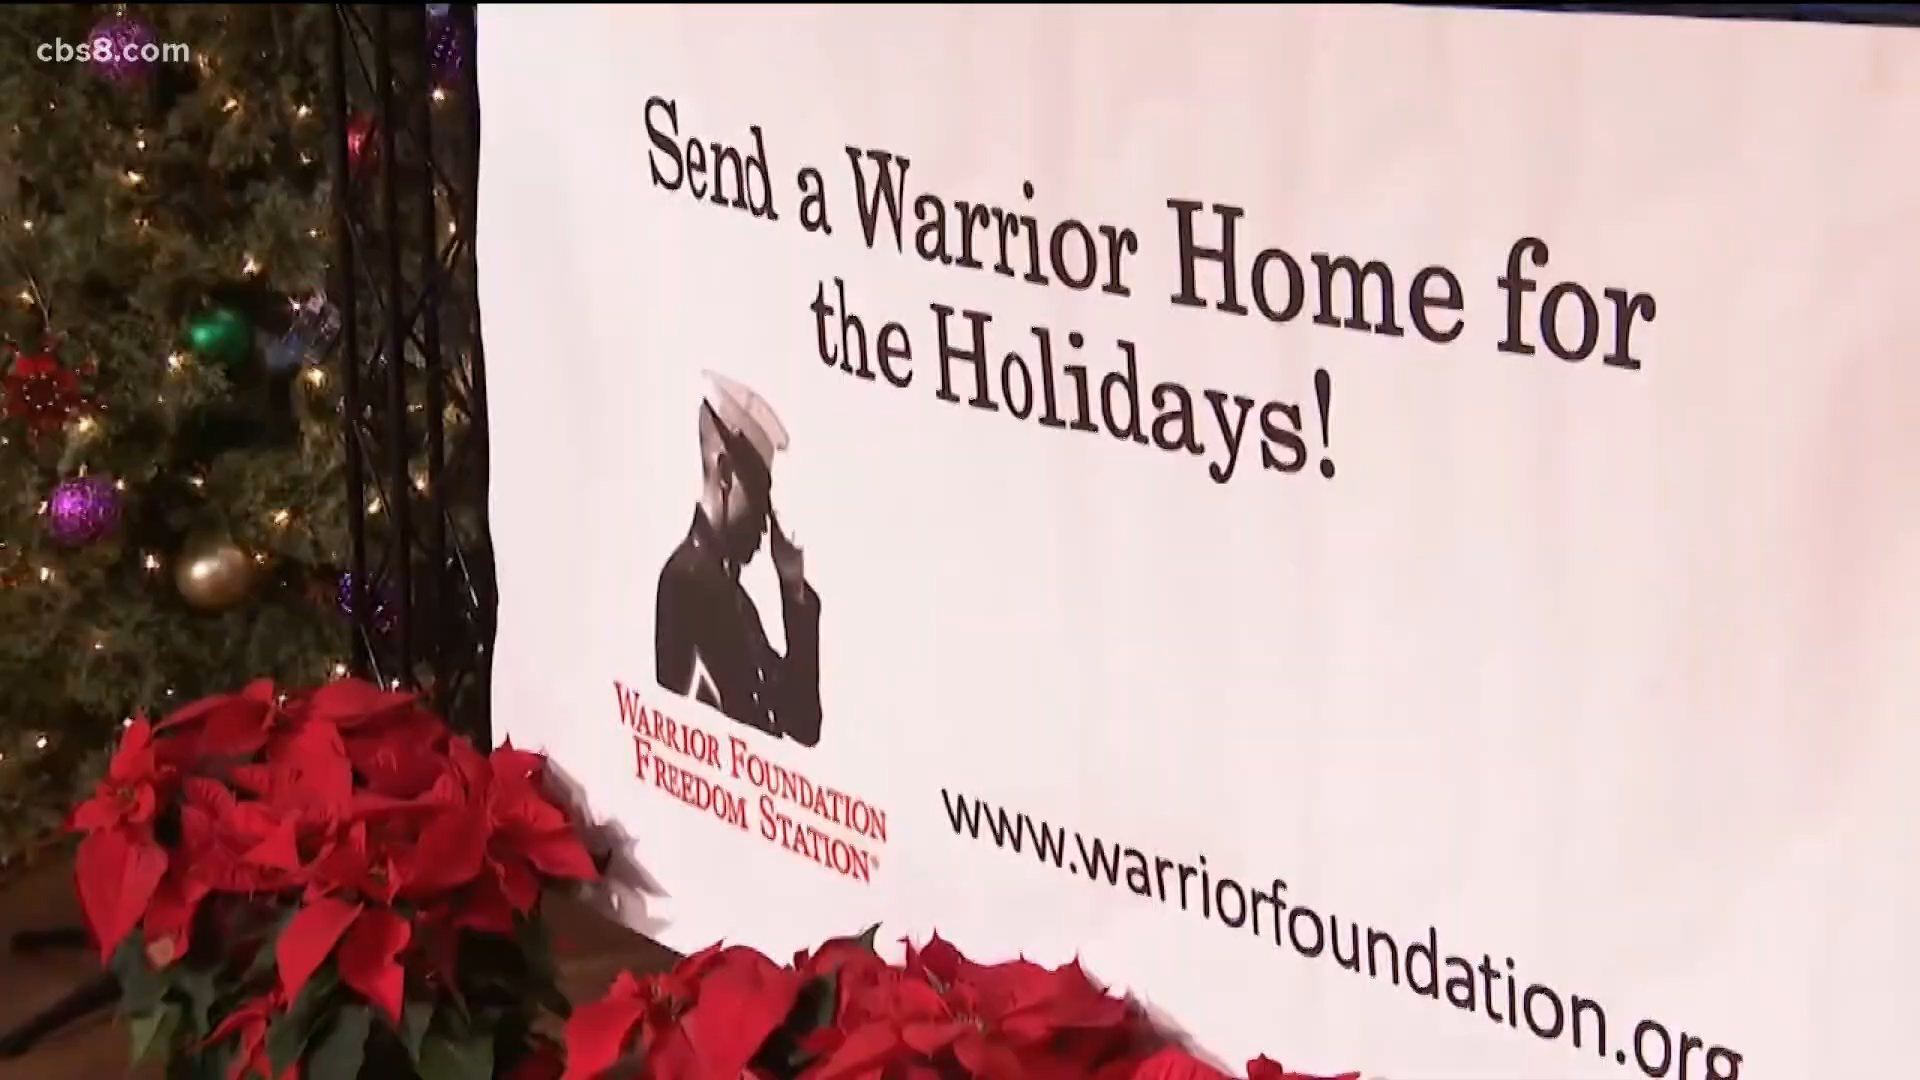 cbs8.com
Send a Warrior Home for
the Holidays!
WARRIOR FOUNDATION
FREEDOM STATION®
www.warriorfoundation.org